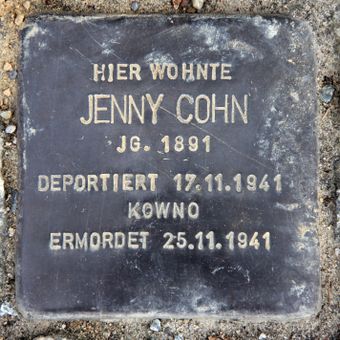 HIER WOHNTE
JENNY COHN
JG. 1891
DEPORTIERT 17.11.1941
KOWNO
ERMORDET 25.11.1941